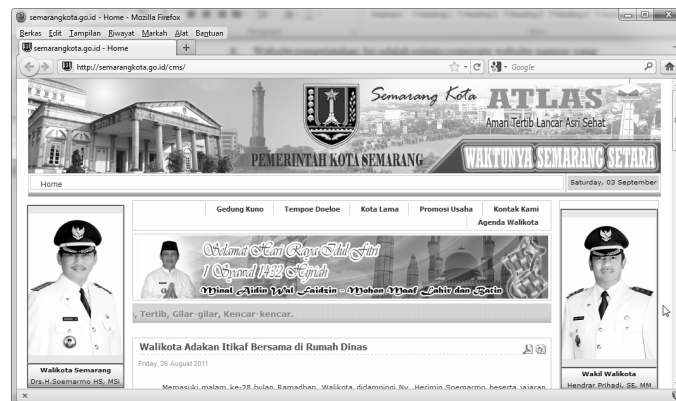 semarangkota.go.id - Home - Mozilla Firefox
Berkas Edit Tampilan Riwayat Markah Alat Bantuan
semarangkota.go.id - Home
http://semarangkota.go.id/cms/
Google
Semarang Kota ATLAS
Aman Tertib Lancar Asri Sehat
PEMERINTAH KOTA SEMARANG
WAKTUNYA SEMARANG SETARA
Home
Saturday, 03 September
Gedung Kuno Tempoe Doeloe Kota Lama Promosi Usaha Kontak Kami
Agenda Walikota
Selamat Hari Raya Idul Fitri
1 Syawal 1432 Hijriah
Minal Aidin Wal Faidzin - Mohon Maaf Lahir dan Batin
, Tertib, Gilar-gilar, Kencar-kencar.
Walikota Adakan Itikaf Bersama di Rumah Dinas
Friday, 26 August 2011
Memasuki malam ke-28 bulan Ramadhan, Walikota didampingi Ny. Herimin Soemarmo beserta jajaran
Walikota Semarang
Drs.H.Soemarmo HS, MSi
Wakil Walikota
Hendrar Prihadi, SE, MM